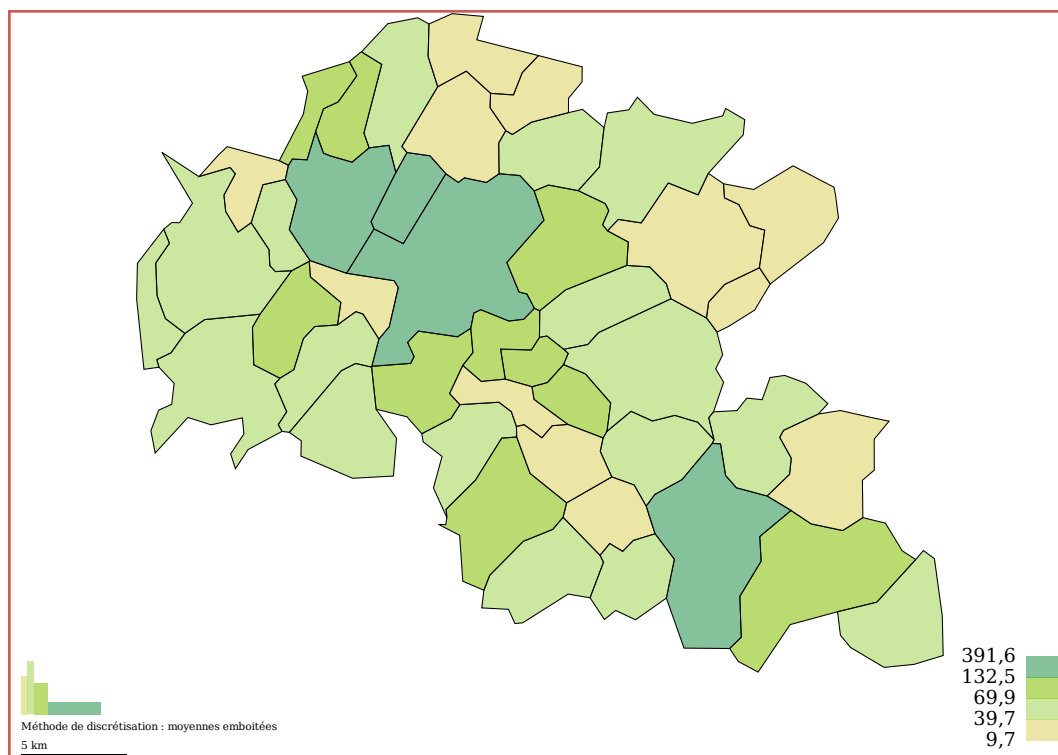 391,6
132,5
69,9
39,7
9,7
Méthode de discrétisation : moyennes emboitées
5 km